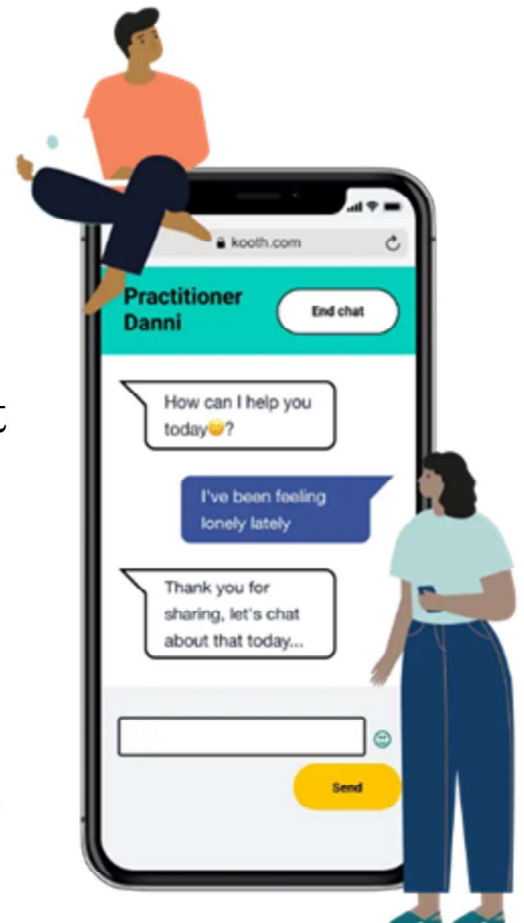 kooth.com
Practitioner
Danni
End chat
How can I help you
today😊?
I've been feeling
lonely lately
Thank you for
sharing, let's chat
about that today...
Send